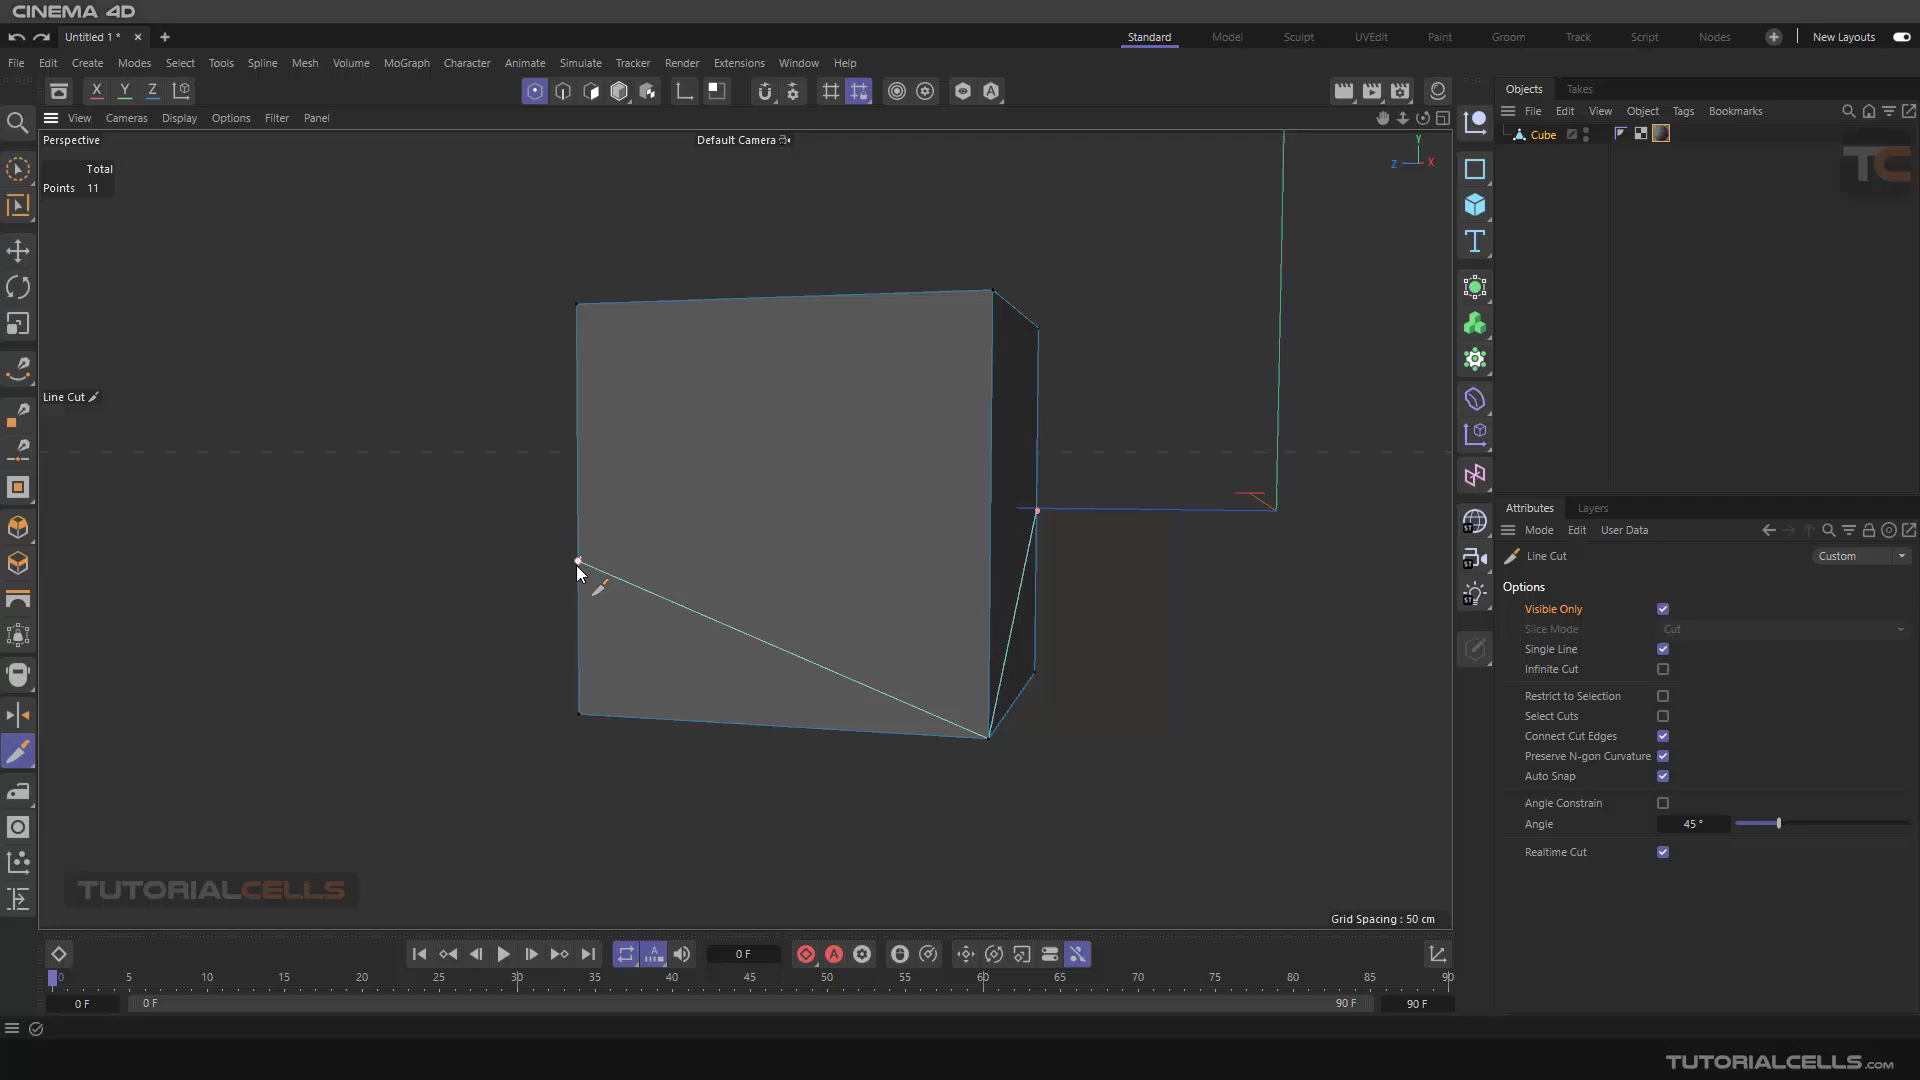 CINEMA 4D
Untitled 1 *
Standard
Model
Sculpt
UVEdit
Paint
Groom
Track
Script
Nodes
New Layouts
File Edit Create Modes Select Tools Spline Mesh Volume MoGraph Character Animate Simulate Tracker Render Extensions Window Help
X Y Z
View Cameras Display Options Filter Panel
Perspective
Default Camera
Total
Points 11
Y
Z X
Line Cut
Objects Takes
File Edit View Object Tags Bookmarks
Cube
TC
Attributes Layers
Mode Edit User Data
Line Cut
Custom
Options
Visible Only
Slice Mode Cut
Single Line
Infinite Cut
Restrict to Selection
Select Cuts
Connect Cut Edges
Preserve N-gon Curvature
Auto Snap
Angle Constrain
Angle 45 °
Realtime Cut
TUTORIALCELLS
Grid Spacing : 50 cm
0 F
0 5 10 15 20 25 30 35 40 45 50 55 60 65 70 75 80 85 90
0 F 0 F 90 F 90 F
TUTORIALCELLS.COM